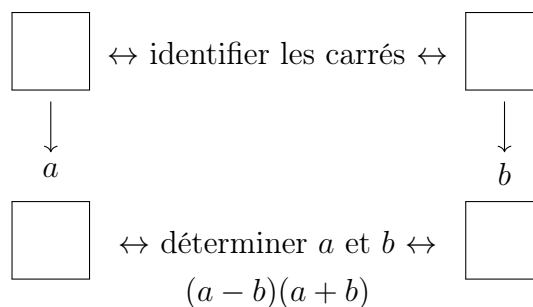 ↔ identifier les carrés ↔
a b
↔ déterminer a et b ↔
(a − b)(a + b)